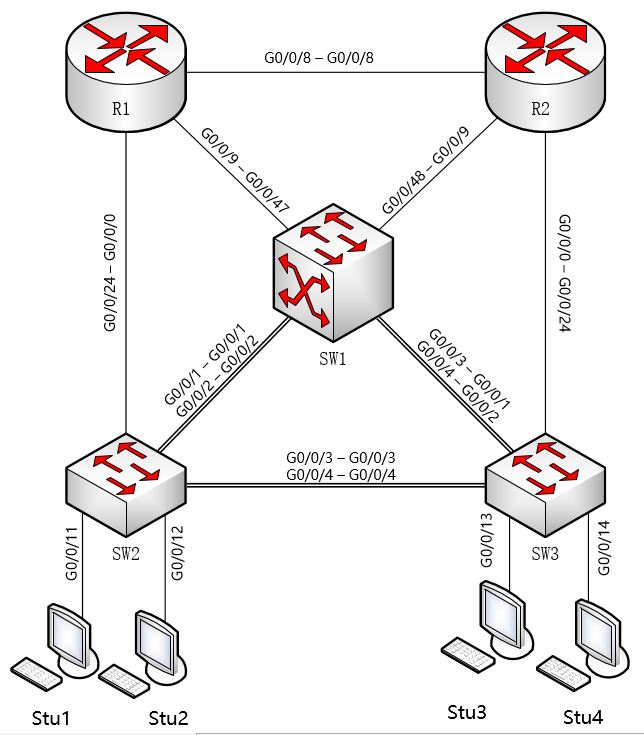 G0/0/8 – G0/0/8
R1
R2
G0/0/9 – G0/0/47
G0/0/48 – G0/0/9
G0/0/24 – G0/0/0
G0/0/0 – G0/0/24
SW1
G0/0/1 – G0/0/1
G0/0/2 – G0/0/2
G0/0/3 – G0/0/1
G0/0/4 – G0/0/2
G0/0/3 – G0/0/3
G0/0/4 – G0/0/4
SW2
SW3
G0/0/11
G0/0/12
G0/0/13
G0/0/14
Stu1
Stu2
Stu3
Stu4